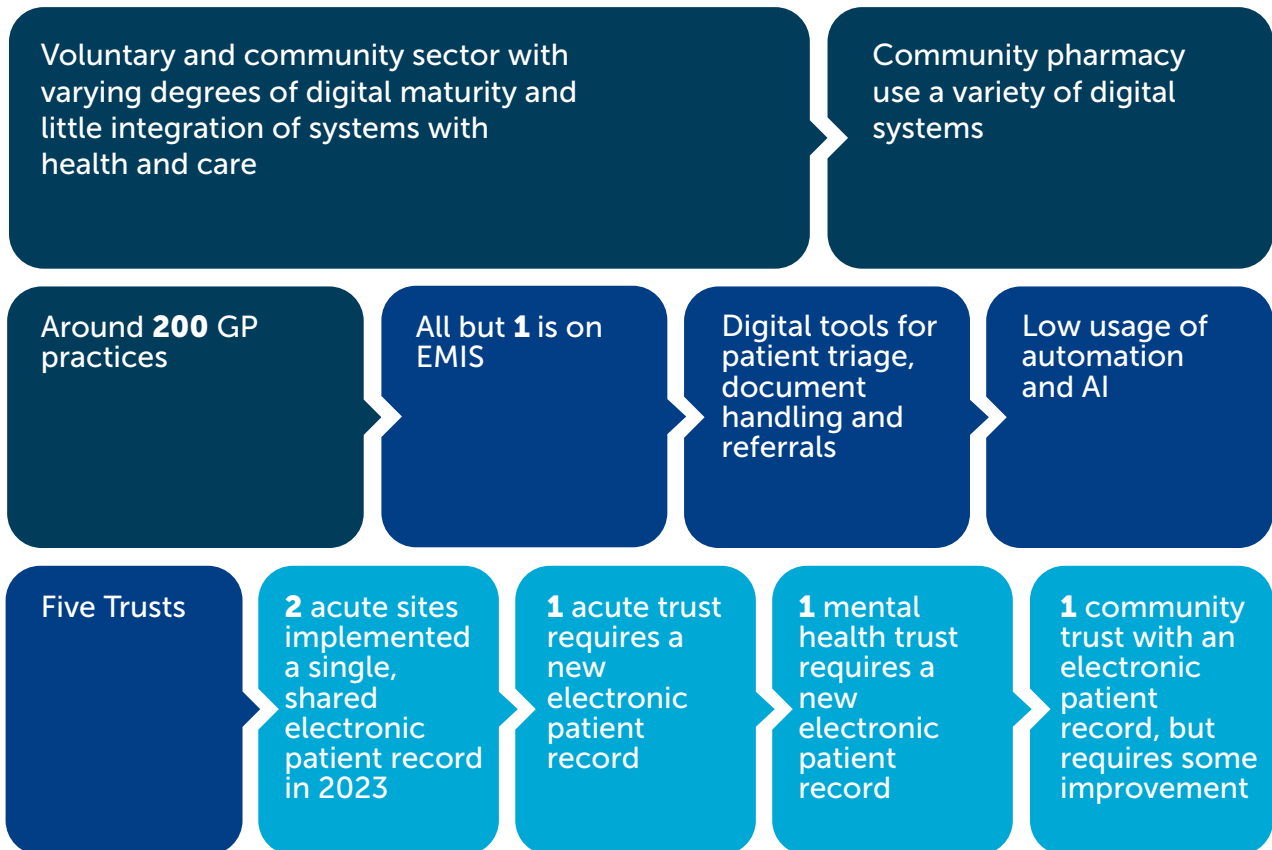 Voluntary and community sector with
varying degrees of digital maturity and
little integration of systems with
health and care
Community pharmacy
use a variety of digital
systems
Around 200 GP
practices
All but 1 is on
EMIS
Digital tools for
patient triage,
document
handling and
referrals
Low usage of
automation
and AI
Five Trusts
2 acute sites
implemented
a single,
shared
electronic
patient record
in 2023
1 acute trust
requires a
new
electronic
patient
record
1 mental
health trust
requires a
new
electronic
patient
record
1 community
trust with an
electronic
patient
record, but
requires some
improvement